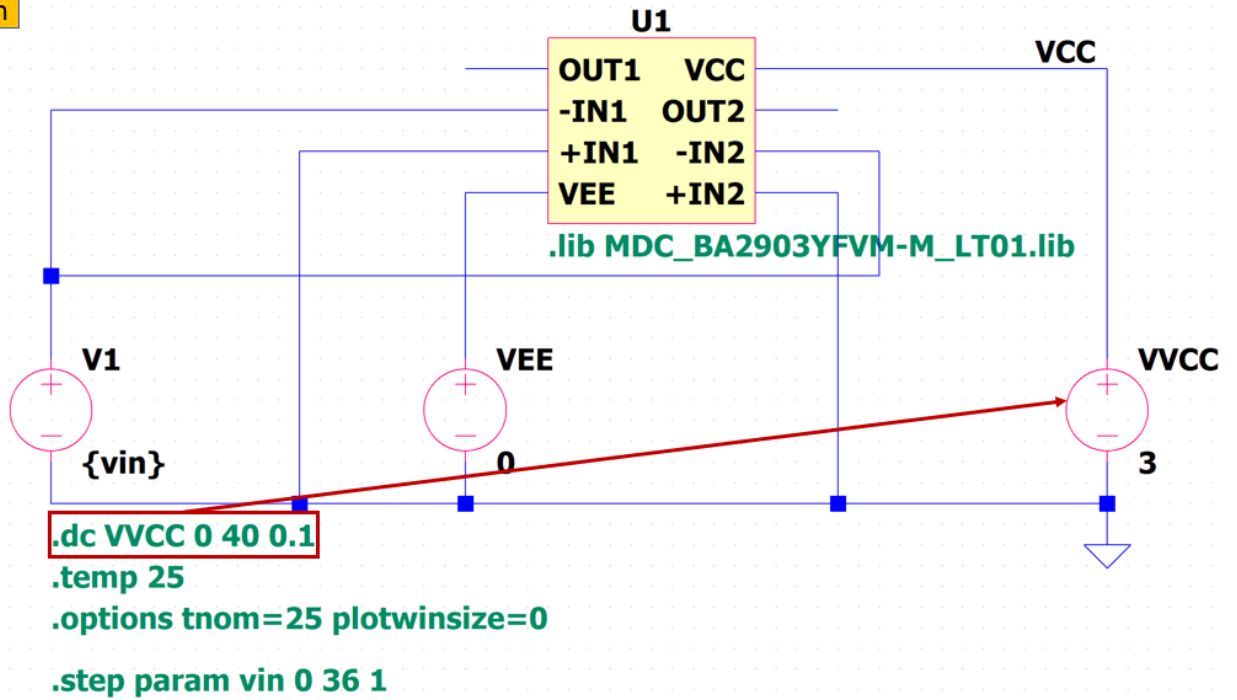 n
U1
VCC
OUT1 VCC
-IN1 OUT2
+IN1 -IN2
VEE +IN2
.lib MDC_BA2903YFVM-M_LT01.lib
V1
VEE
VVCC
{vin}
0
3
.dc VVCC 0 40 0.1
.temp 25
.options tnom=25 plotwinsize=0
.step param vin 0 36 1